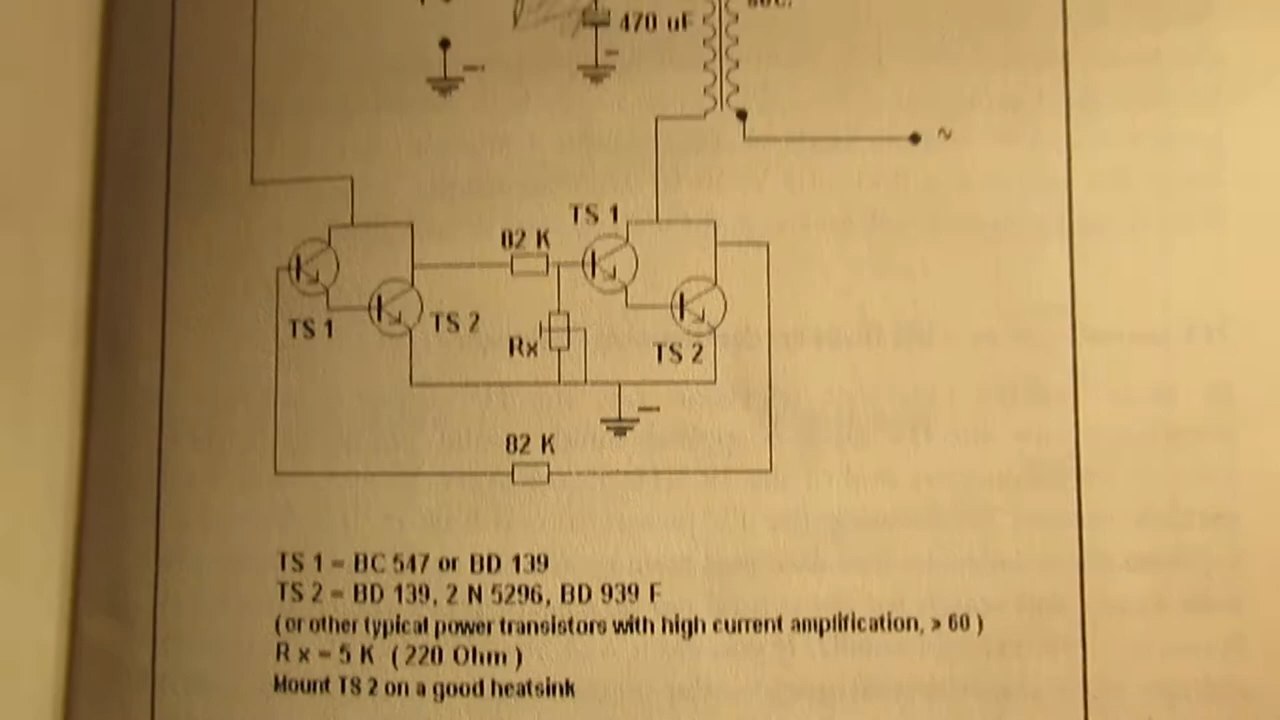 470 uF
~
TS 1
82 K
TS 1
TS 2
Rx
TS 2
82 K
TS 1 = BC 547 or BD 139
TS 2 = BD 139, 2 N 5296, BD 939 F
( or other typical power transistors with high current amplification, > 60 )
R x = 5 K ( 220 Ohm )
Mount TS 2 on a good heatsink